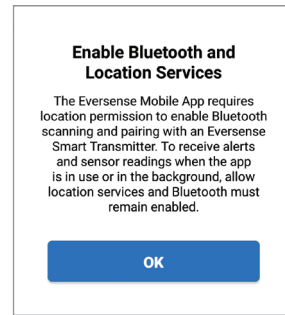 Enable Bluetooth and
Location Services
The Eversense Mobile App requires
location permission to enable Bluetooth
scanning and pairing with an Eversense
Smart Transmitter. To receive alerts
and sensor readings when the app
is in use or in the background, allow
location services and Bluetooth must
remain enabled.
OK